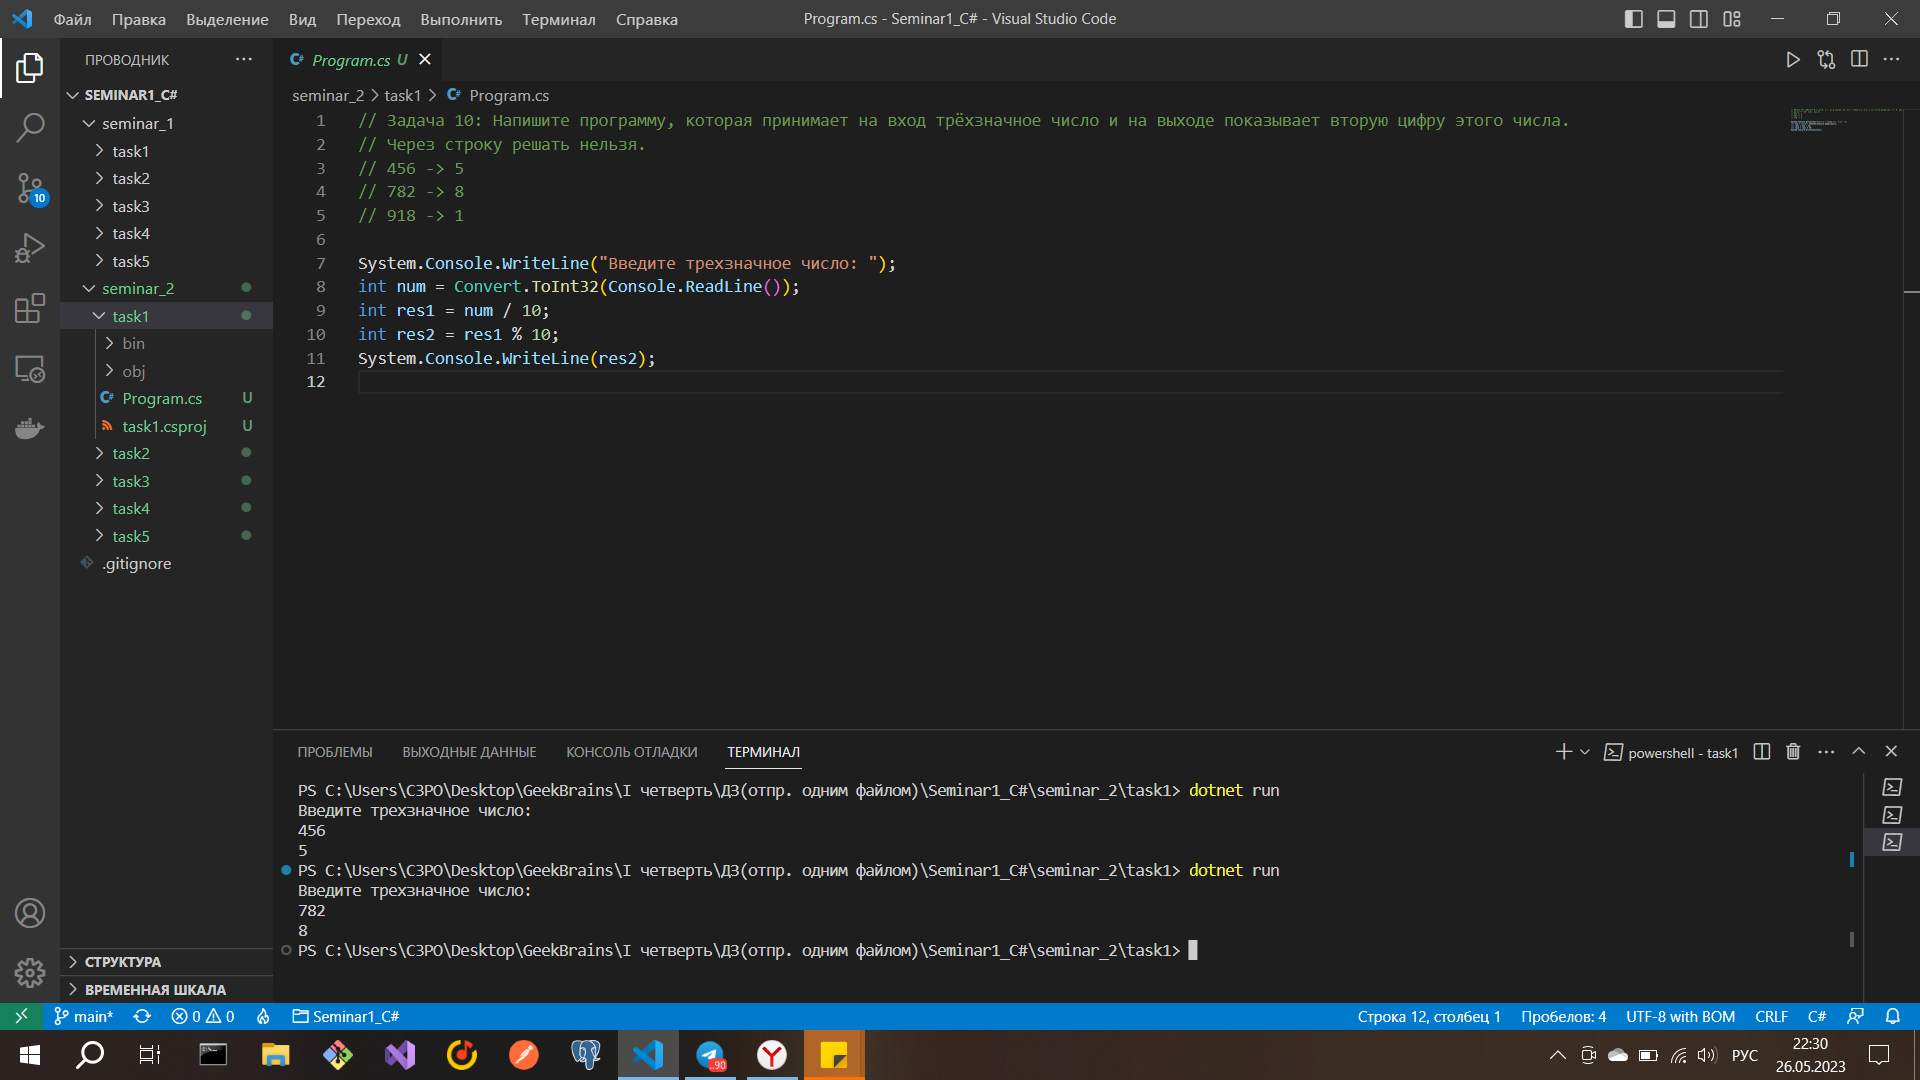 Файл Правка Выделение Вид Переход Выполнить Терминал Справка
Program.cs - Seminar1_C# - Visual Studio Code
ПРОВОДНИК
SEMINAR1_C#
seminar_1
task1
task2
task3
task4
task5
seminar_2
task1
bin
obj
Program.cs U
task1.csproj U
task2
task3
task4
task5
.gitignore
СТРУКТУРА
ВРЕМЕННАЯ ШКАЛА
10
C# Program.cs U
seminar_2 > task1 > C# Program.cs
1 // Задача 10: Напишите программу, которая принимает на вход трёхзначное число и на выходе показывает вторую цифру этого числа.
2 // Через строку решать нельзя.
3 // 456 -> 5
4 // 782 -> 8
5 // 918 -> 1
6
7 System.Console.WriteLine("Введите трехзначное число: ");
8 int num = Convert.ToInt32(Console.ReadLine());
9 int res1 = num / 10;
10 int res2 = res1 % 10;
11 System.Console.WriteLine(res2);
12
ПРОБЛЕМЫ ВЫХОДНЫЕ ДАННЫЕ КОНСОЛЬ ОТЛАДКИ ТЕРМИНАЛ
powershell - task1
PS C:\Users\C3PO\Desktop\GeekBrains\I четверть\ДЗ(отпр. одним файлом)\Seminar1_C#\seminar_2\task1> dotnet run
Введите трехзначное число:
456
5
PS C:\Users\C3PO\Desktop\GeekBrains\I четверть\ДЗ(отпр. одним файлом)\Seminar1_C#\seminar_2\task1> dotnet run
Введите трехзначное число:
782
8
PS C:\Users\C3PO\Desktop\GeekBrains\I четверть\ДЗ(отпр. одним файлом)\Seminar1_C#\seminar_2\task1>
main* 0 0 Seminar1_C#
Строка 12, столбец 1 Пробелов: 4 UTF-8 with BOM CRLF C#
..90
РУС
22:30
26.05.2023